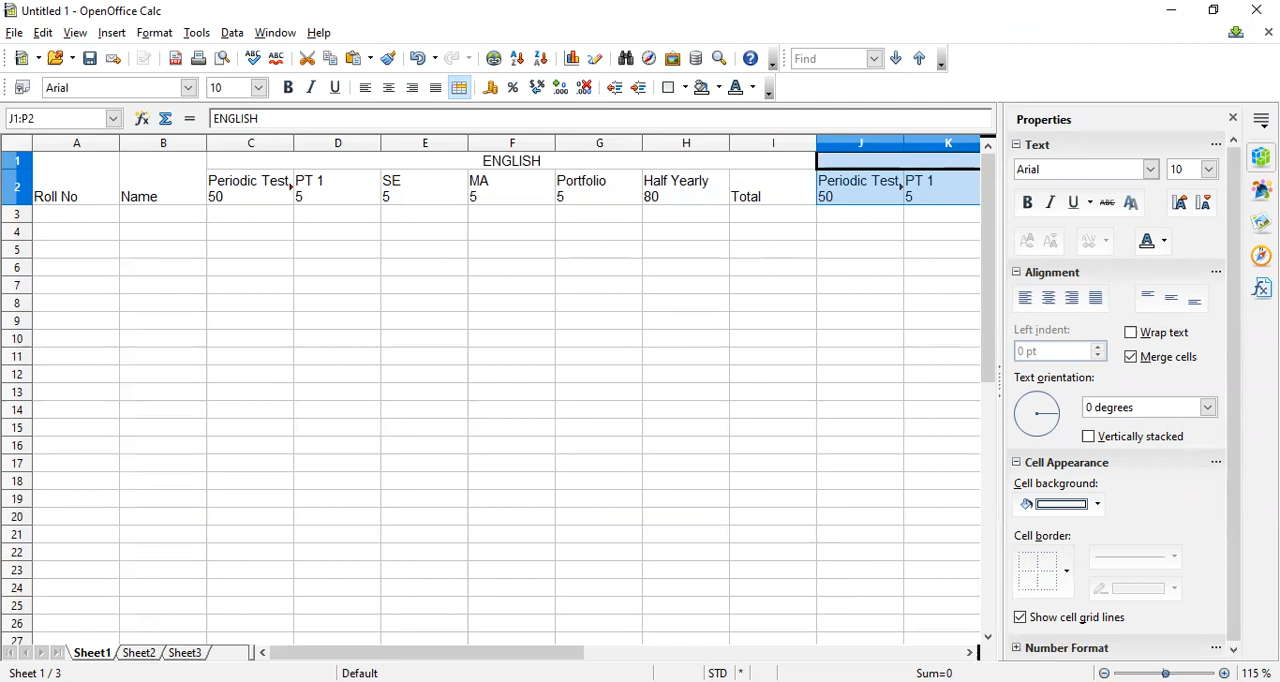 Untitled 1 - OpenOffice Calc
File Edit View Insert Format Tools Data Window Help
Find
Arial 10
J1:P2 ENGLISH
A B C D E F G H I J K
1 ENGLISH
2 Roll No Name Periodic Test 50 PT 1 5 SE 5 MA 5 Portfolio 5 Half Yearly 80 Total Periodic Test 50 PT 1 5
3
4
5
6
7
8
9
10
11
12
13
14
15
16
17
18
19
20
21
22
23
24
25
26
27
Properties
Text
Arial 10
Alignment
Left indent:
0 pt
Wrap text
Merge cells
Text orientation:
0 degrees
Vertically stacked
Cell Appearance
Cell background:
Cell border:
Show cell grid lines
Number Format
Sheet1 Sheet2 Sheet3
Sheet 1 / 3 Default STD * Sum=0 115 %